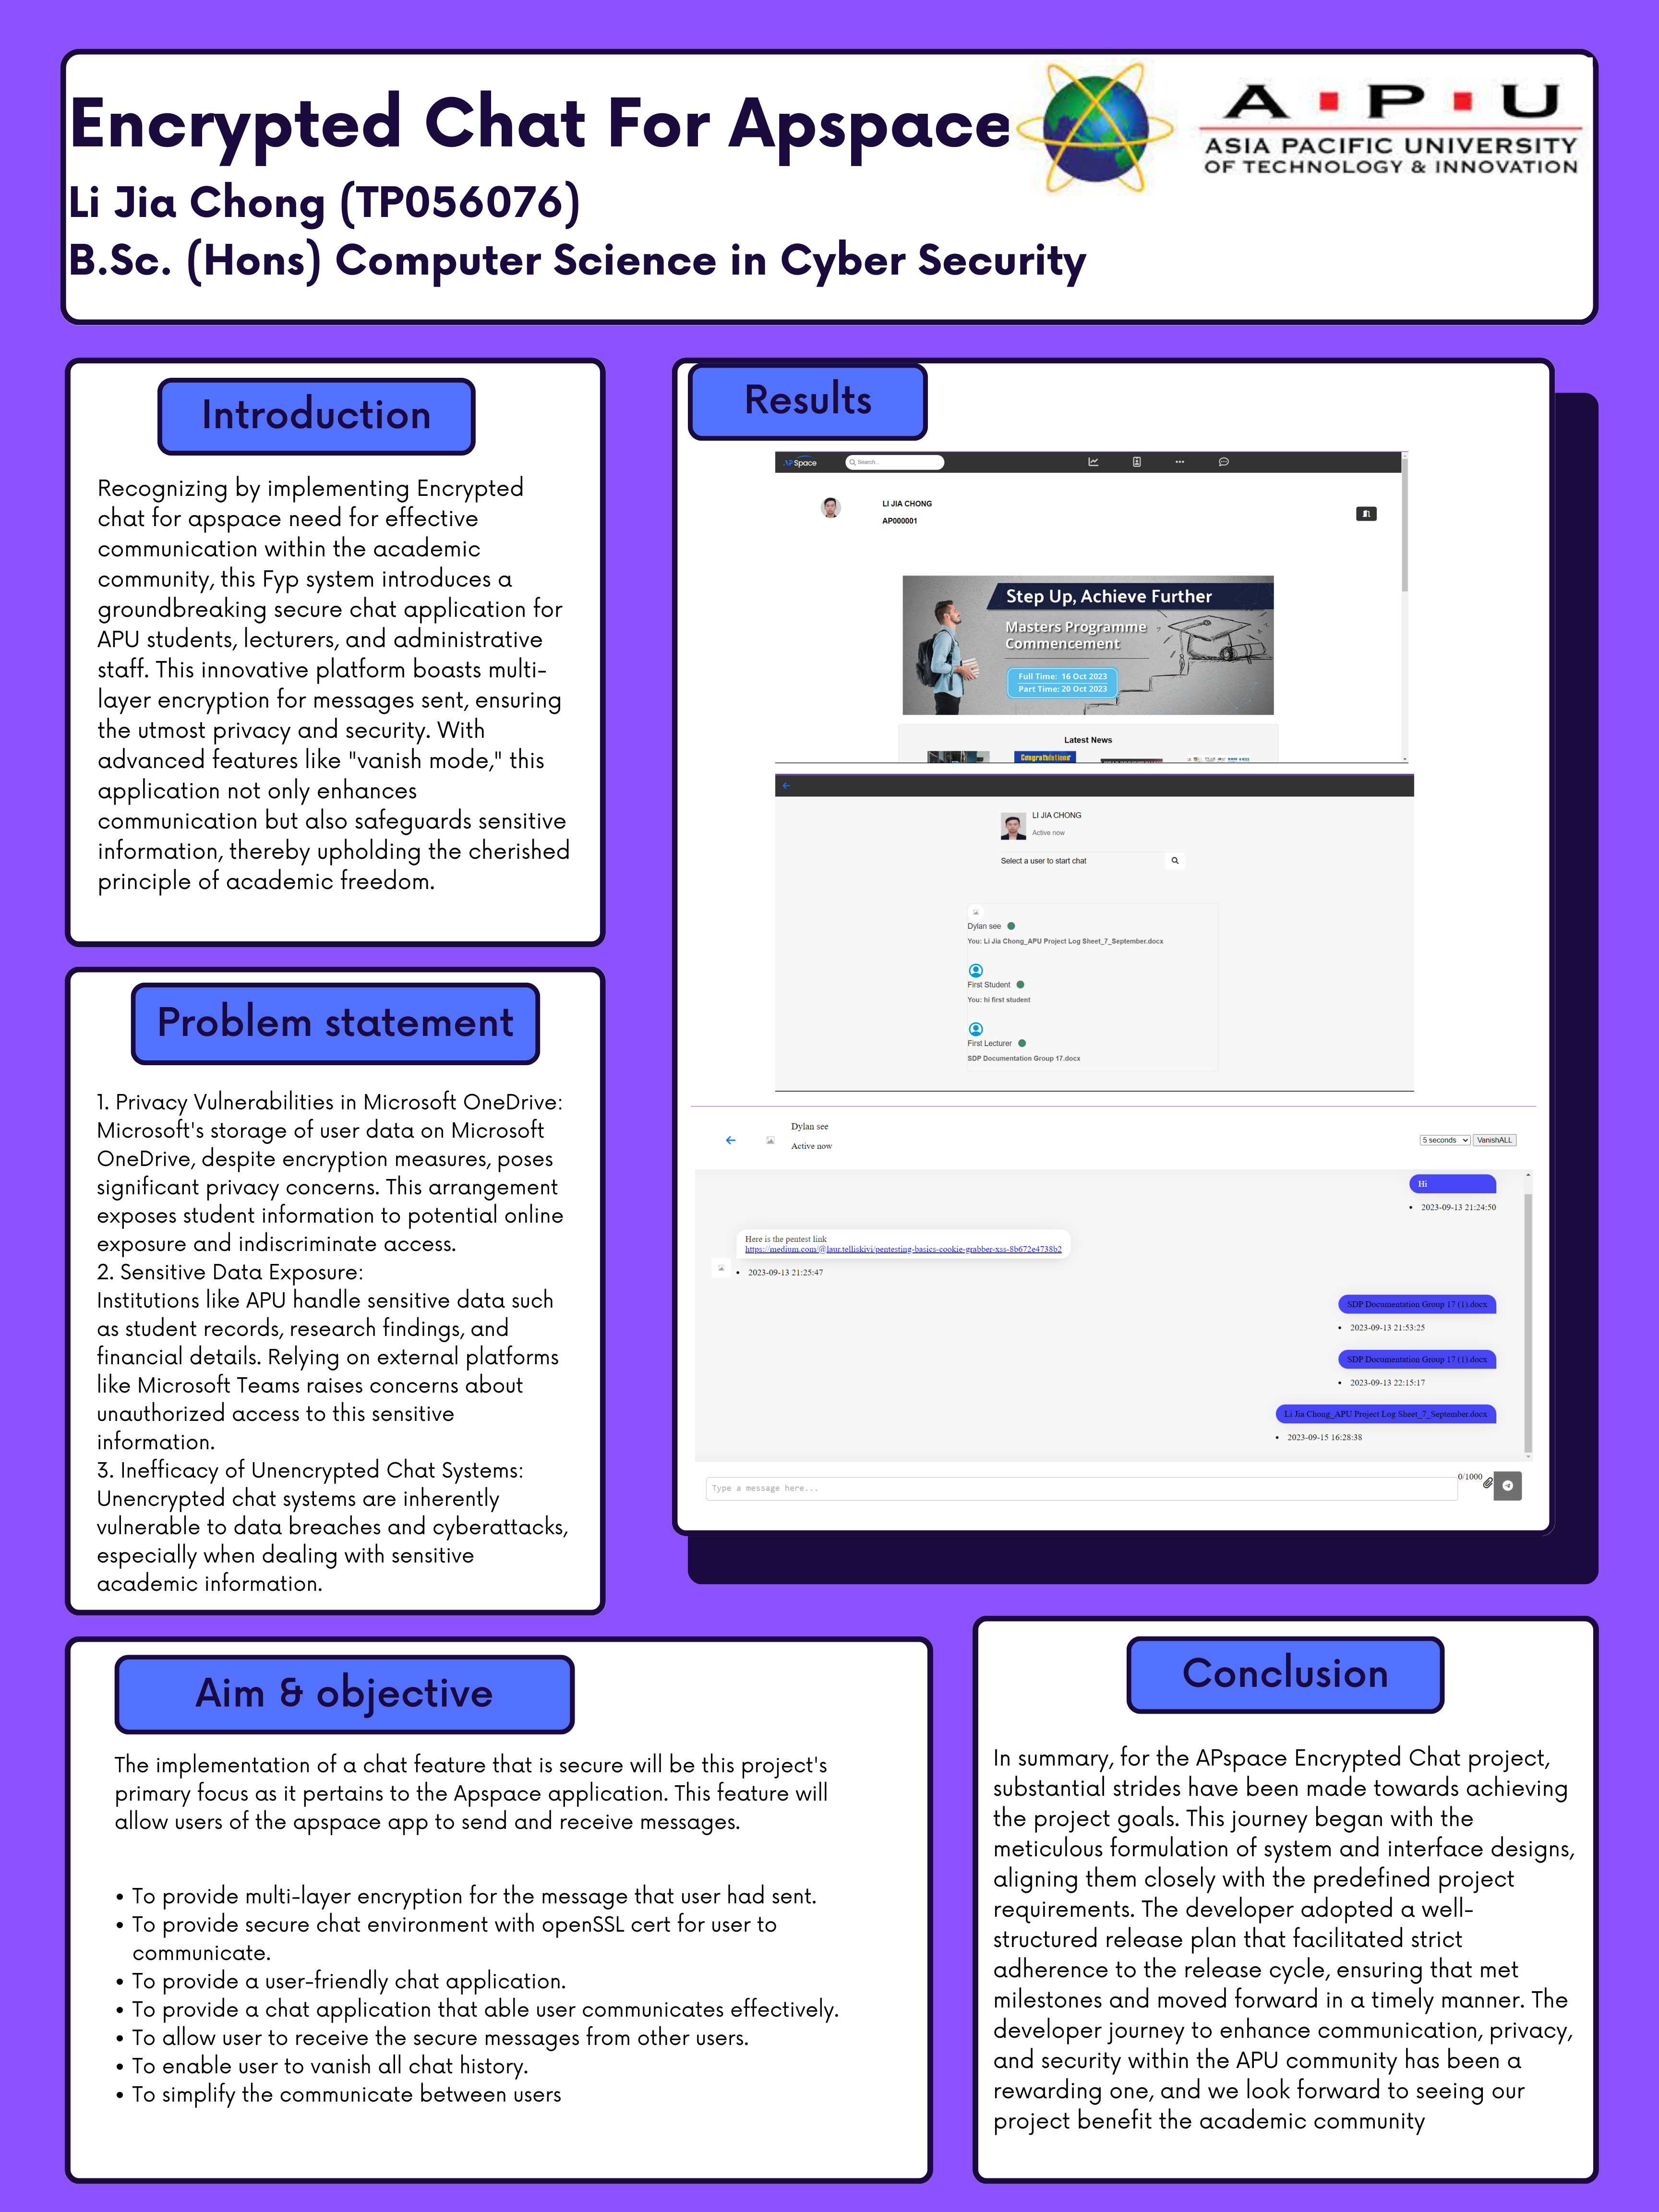 Encrypted Chat For Apspace
Li Jia Chong (TP056076)
B.Sc. (Hons) Computer Science in Cyber Security
A·P·U
ASIA PACIFIC UNIVERSITY
OF TECHNOLOGY & INNOVATION
Introduction
Recognizing by implementing Encrypted
chat for apspace need for effective
communication within the academic
community, this Fyp system introduces a
groundbreaking secure chat application for
APU students, lecturers, and administrative
staff. This innovative platform boasts multi-
layer encryption for messages sent, ensuring
the utmost privacy and security. With
advanced features like "vanish mode," this
application not only enhances
communication but also safeguards sensitive
information, thereby upholding the cherished
principle of academic freedom.
Problem statement
1. Privacy Vulnerabilities in Microsoft OneDrive:
Microsoft's storage of user data on Microsoft
OneDrive, despite encryption measures, poses
significant privacy concerns. This arrangement
exposes student information to potential online
exposure and indiscriminate access.
2. Sensitive Data Exposure:
Institutions like APU handle sensitive data such
as student records, research findings, and
financial details. Relying on external platforms
like Microsoft Teams raises concerns about
unauthorized access to this sensitive
information.
3. Inefficacy of Unencrypted Chat Systems:
Unencrypted chat systems are inherently
vulnerable to data breaches and cyberattacks,
especially when dealing with sensitive
academic information.
Results
APSpace
Search...
LI JIA CHONG
AP000001
Step Up, Achieve Further
Masters Programme
Commencement
Full Time: 16 Oct 2023
Part Time: 20 Oct 2023
Latest News
Congratulations
LI JIA CHONG
Active now
Select a user to start chat
Dylan see
You: Li Jia Chong_APU Project Log Sheet_7_September.docx
First Student
You: hi first student
First Lecturer
SDP Documentation Group 17.docx
Dylan see
Active now
5 seconds
VanishALL
Hi
• 2023-09-13 21:24:50
Here is the pentest link
https://medium.com/@laur.telliskivi/pentesting-basics-cookie-grabber-xss-8b672e4738b2
• 2023-09-13 21:25:47
SDP Documentation Group 17 (1).docx
• 2023-09-13 21:53:25
SDP Documentation Group 17 (1).docx
• 2023-09-13 22:15:17
Li Jia Chong_APU Project Log Sheet_7_September.docx
• 2023-09-15 16:28:38
Type a message here...
0/1000
Aim & objective
The implementation of a chat feature that is secure will be this project's
primary focus as it pertains to the Apspace application. This feature will
allow users of the apspace app to send and receive messages.
• To provide multi-layer encryption for the message that user had sent.
• To provide secure chat environment with openSSL cert for user to
communicate.
• To provide a user-friendly chat application.
• To provide a chat application that able user communicates effectively.
• To allow user to receive the secure messages from other users.
• To enable user to vanish all chat history.
• To simplify the communicate between users
Conclusion
In summary, for the APspace Encrypted Chat project,
substantial strides have been made towards achieving
the project goals. This journey began with the
meticulous formulation of system and interface designs,
aligning them closely with the predefined project
requirements. The developer adopted a well-
structured release plan that facilitated strict
adherence to the release cycle, ensuring that met
milestones and moved forward in a timely manner. The
developer journey to enhance communication, privacy,
and security within the APU community has been a
rewarding one, and we look forward to seeing our
project benefit the academic community